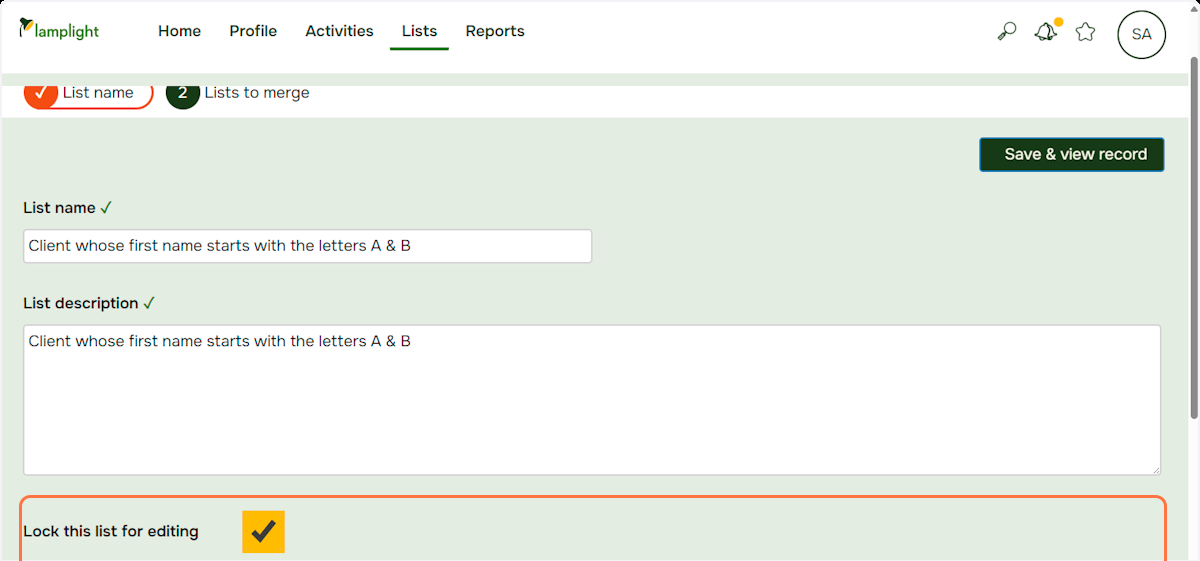 lamplight
Home Profile Activities Lists Reports
SA
List name 2 Lists to merge
Save & view record
List name ✓
Client whose first name starts with the letters A & B
List description ✓
Client whose first name starts with the letters A & B
Lock this list for editing